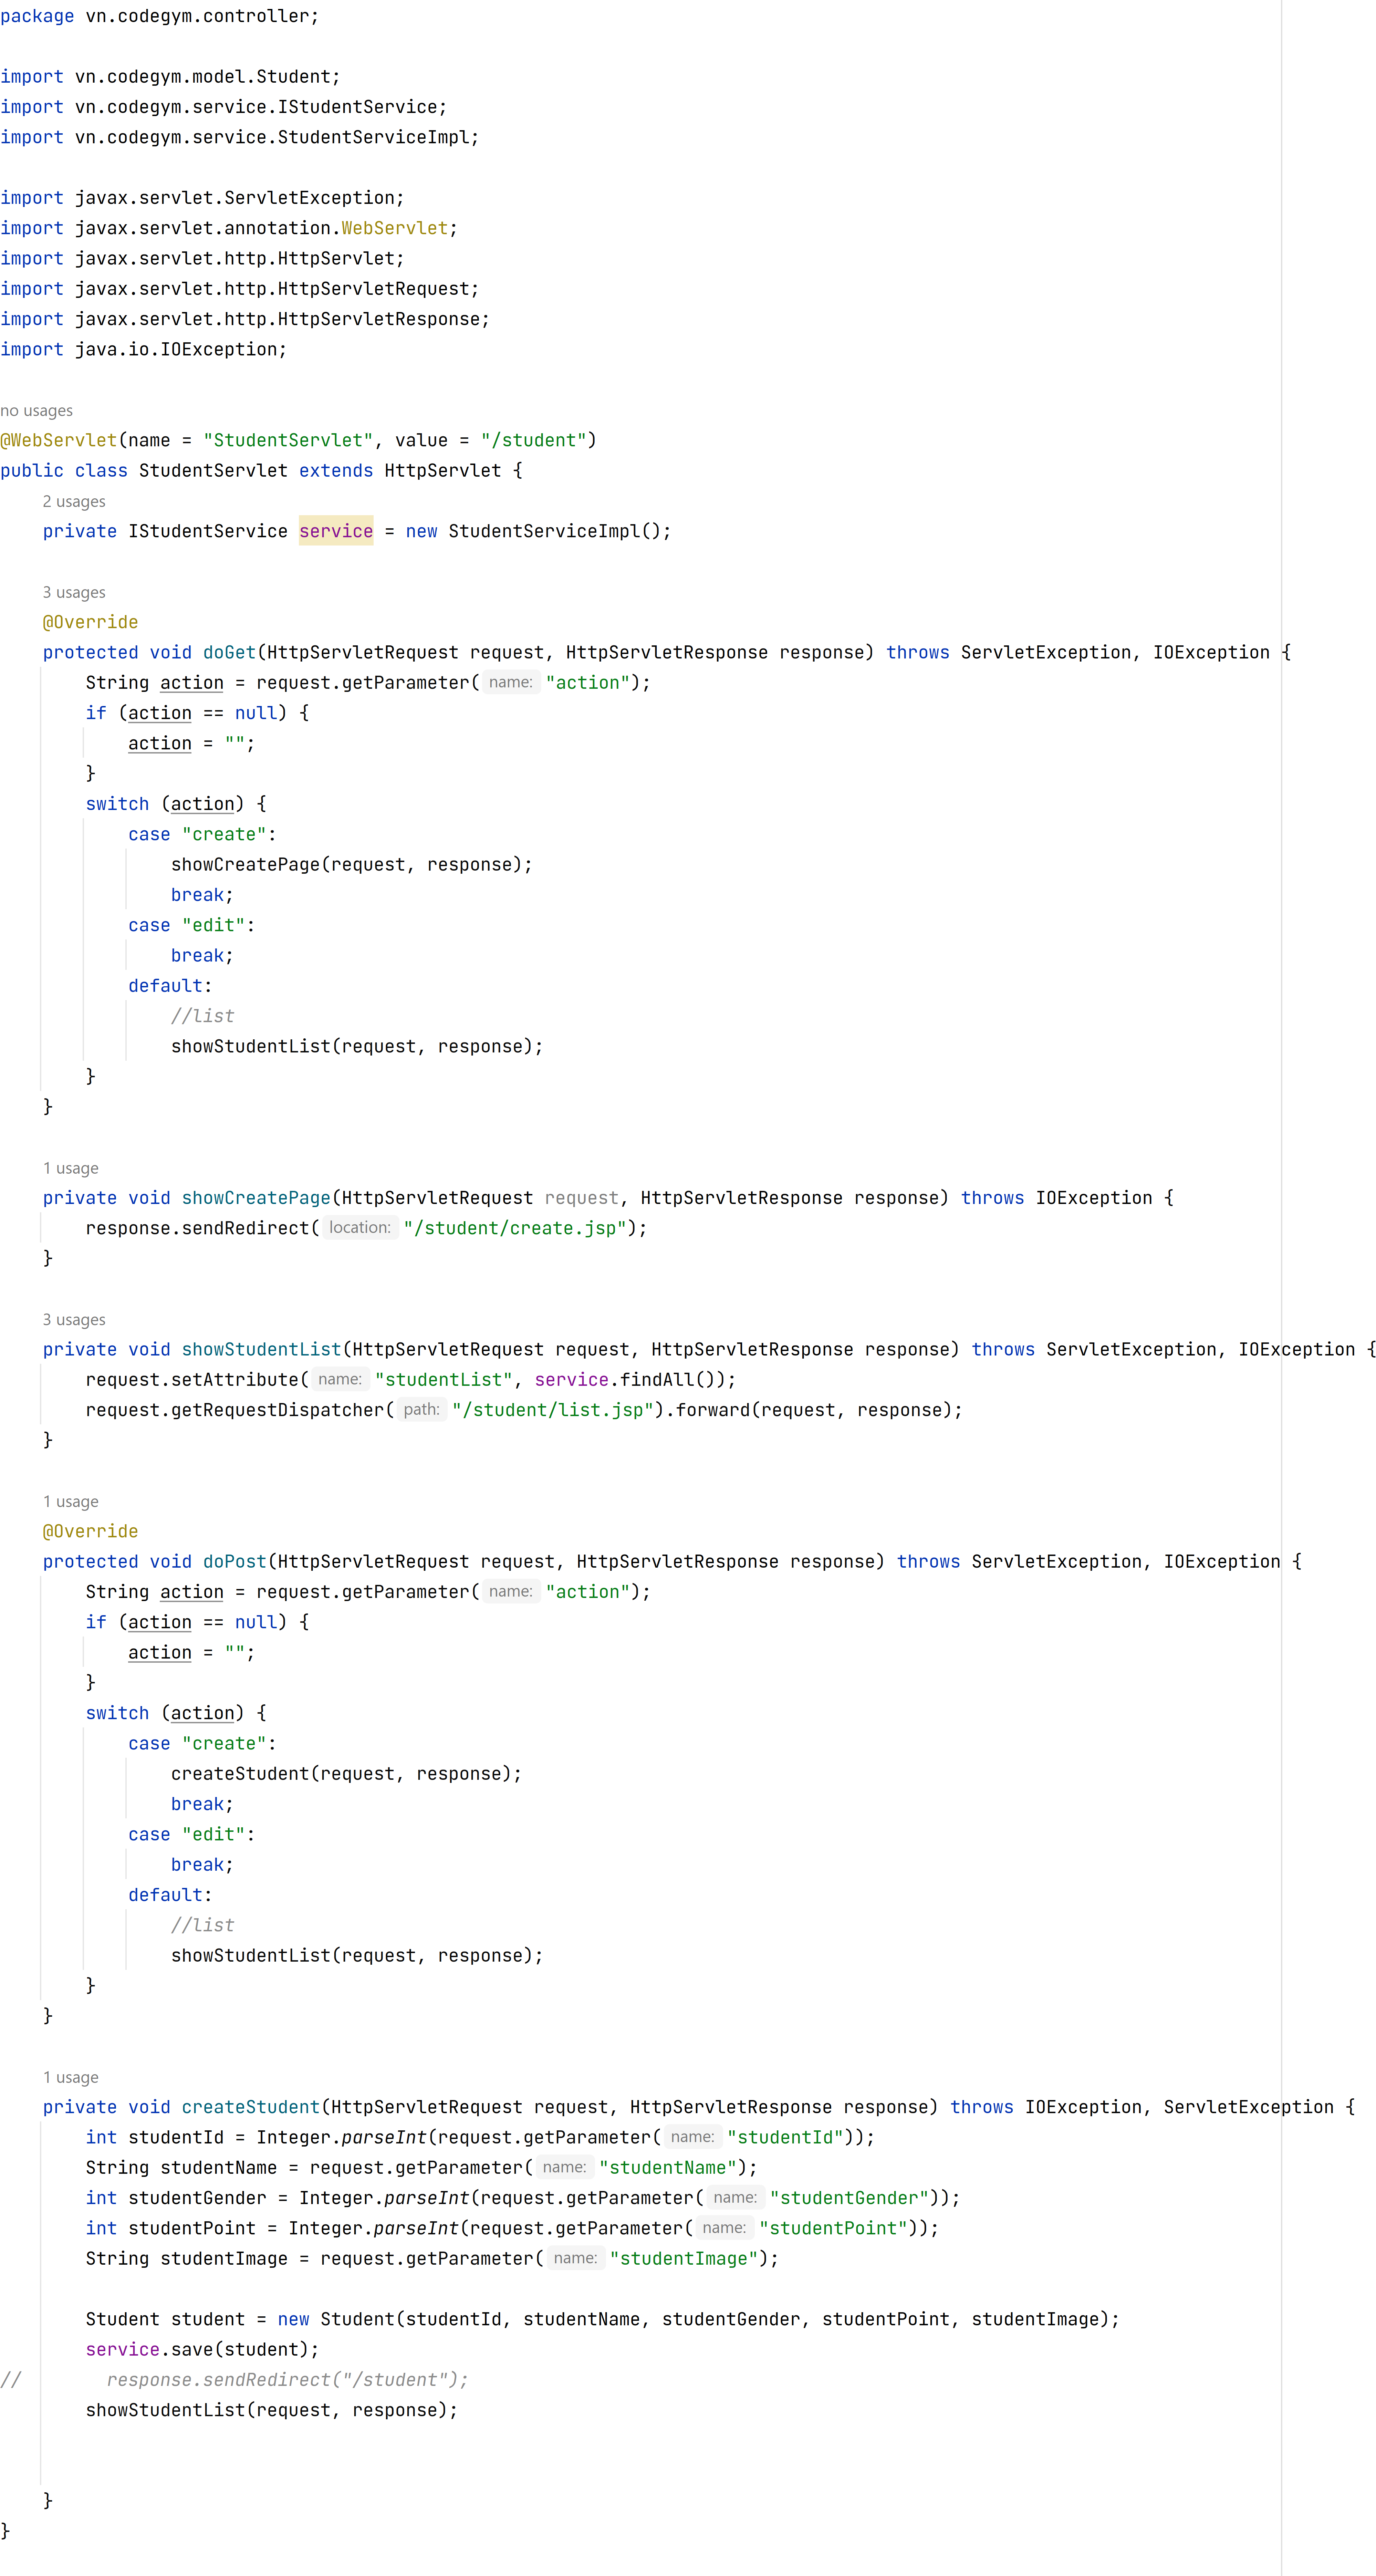 package vn.codegym.controller;

import vn.codegym.model.Student;
import vn.codegym.service.IStudentService;
import vn.codegym.service.StudentServiceImpl;

import javax.servlet.ServletException;
import javax.servlet.annotation.WebServlet;
import javax.servlet.http.HttpServlet;
import javax.servlet.http.HttpServletRequest;
import javax.servlet.http.HttpServletResponse;
import java.io.IOException;

no usages
@WebServlet(name = "StudentServlet", value = "/student")
public class StudentServlet extends HttpServlet {
    2 usages
    private IStudentService service = new StudentServiceImpl();

    3 usages
    @Override
    protected void doGet(HttpServletRequest request, HttpServletResponse response) throws ServletException, IOException {
        String action = request.getParameter( name: "action");
        if (action == null) {
            action = "";
        }
        switch (action) {
            case "create":
                showCreatePage(request, response);
                break;
            case "edit":
                break;
            default:
                //list
                showStudentList(request, response);
        }
    }

    1 usage
    private void showCreatePage(HttpServletRequest request, HttpServletResponse response) throws IOException {
        response.sendRedirect( location: "/student/create.jsp");
    }

    3 usages
    private void showStudentList(HttpServletRequest request, HttpServletResponse response) throws ServletException, IOException {
        request.setAttribute( name: "studentList", service.findAll());
        request.getRequestDispatcher( path: "/student/list.jsp").forward(request, response);
    }

    1 usage
    @Override
    protected void doPost(HttpServletRequest request, HttpServletResponse response) throws ServletException, IOException {
        String action = request.getParameter( name: "action");
        if (action == null) {
            action = "";
        }
        switch (action) {
            case "create":
                createStudent(request, response);
                break;
            case "edit":
                break;
            default:
                //list
                showStudentList(request, response);
        }
    }

    1 usage
    private void createStudent(HttpServletRequest request, HttpServletResponse response) throws IOException, ServletException {
        int studentId = Integer.parseInt(request.getParameter( name: "studentId"));
        String studentName = request.getParameter( name: "studentName");
        int studentGender = Integer.parseInt(request.getParameter( name: "studentGender"));
        int studentPoint = Integer.parseInt(request.getParameter( name: "studentPoint"));
        String studentImage = request.getParameter( name: "studentImage");

        Student student = new Student(studentId, studentName, studentGender, studentPoint, studentImage);
        service.save(student);
//        response.sendRedirect("/student");
        showStudentList(request, response);


    }
}